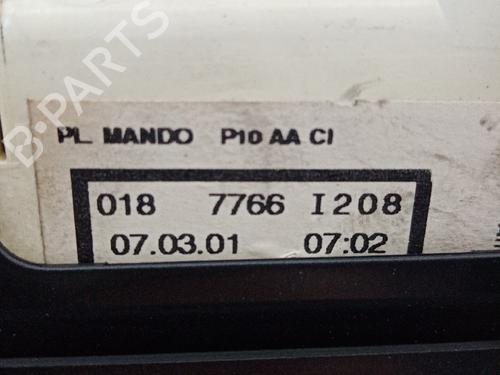 PL MANDO P10 AA CI
018 7766 I208
07.03.01 07:02
B-PARTS